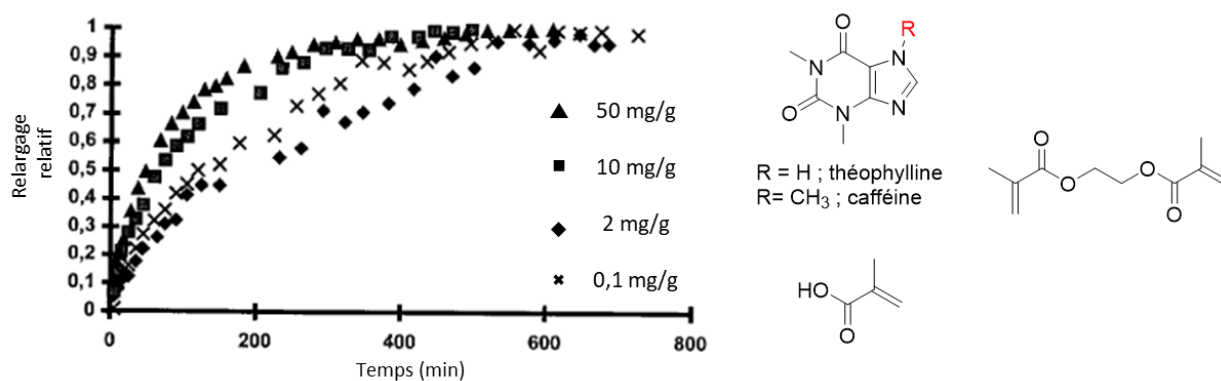 Relargage
relatif
1
0,9
0,8
0,7
0,6
0,5
0,4
0,3
0,2
0,1
0
0
200
400
600
800
Temps (min)
50 mg/g
10 mg/g
2 mg/g
0,1 mg/g
O
R
N
N
O
N
N
R = H ; théophylline
R= CH₃ ; cafféine
O
O
O
O
HO
O